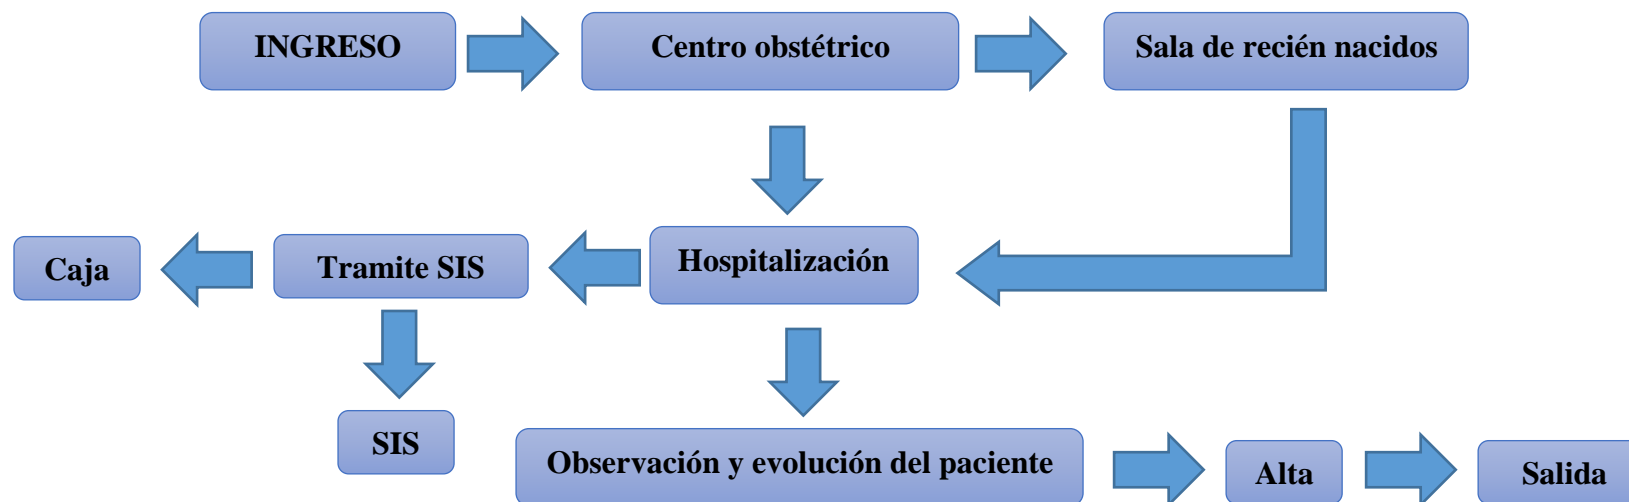 INGRESO
Centro obstétrico
Sala de recién nacidos
Caja
Tramite SIS
Hospitalización
SIS
Observación y evolución del paciente
Alta
Salida